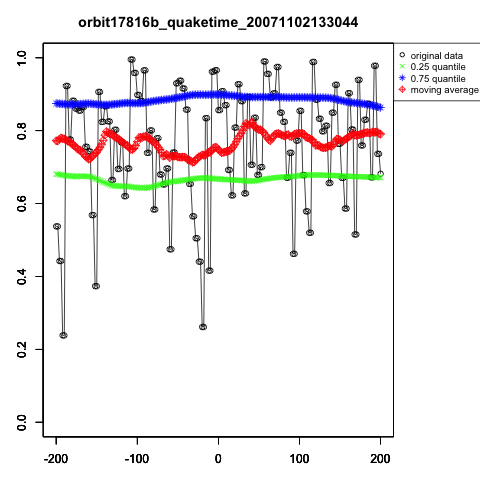 orbit17816b_quaketime_20071102133044
original data
0.25 quantile
0.75 quantile
moving average
1.0
0.8
0.6
0.4
0.2
0.0
-200 -100 0 100 200